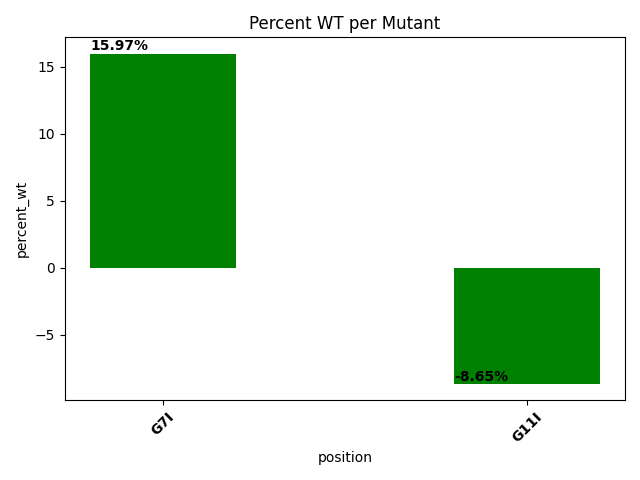 Percent WT per Mutant
15.97%
15
10
5
0
−5
-8.65%
percent_wt
G7I
G11I
position